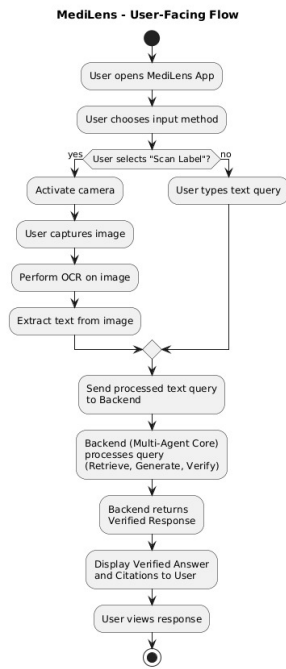 MediLens - User-Facing Flow
User opens MediLens App
User chooses input method
yes
User selects "Scan Label"?
no
Activate camera
User types text query
User captures image
Perform OCR on image
Extract text from image
Send processed text query
to Backend
Backend (Multi-Agent Core)
processes query
(Retrieve, Generate, Verify)
Backend returns
Verified Response
Display Verified Answer
and Citations to User
User views response